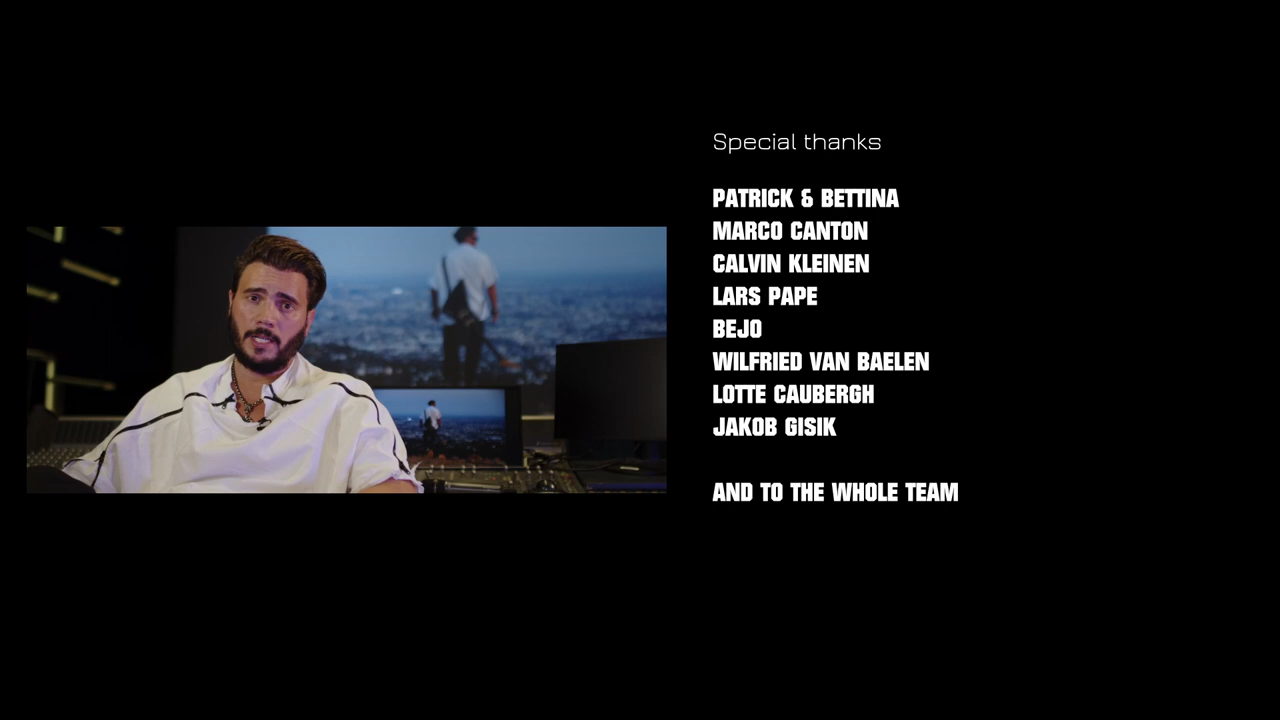 Special thanks
PATRICK & BETTINA
MARCO CANTON
CALVIN KLEINEN
LARS PAPE
BEJO
WILFRIED VAN BAELEN
LOTTE CAUBERGH
JAKOB GISIK
AND TO THE WHOLE TEAM